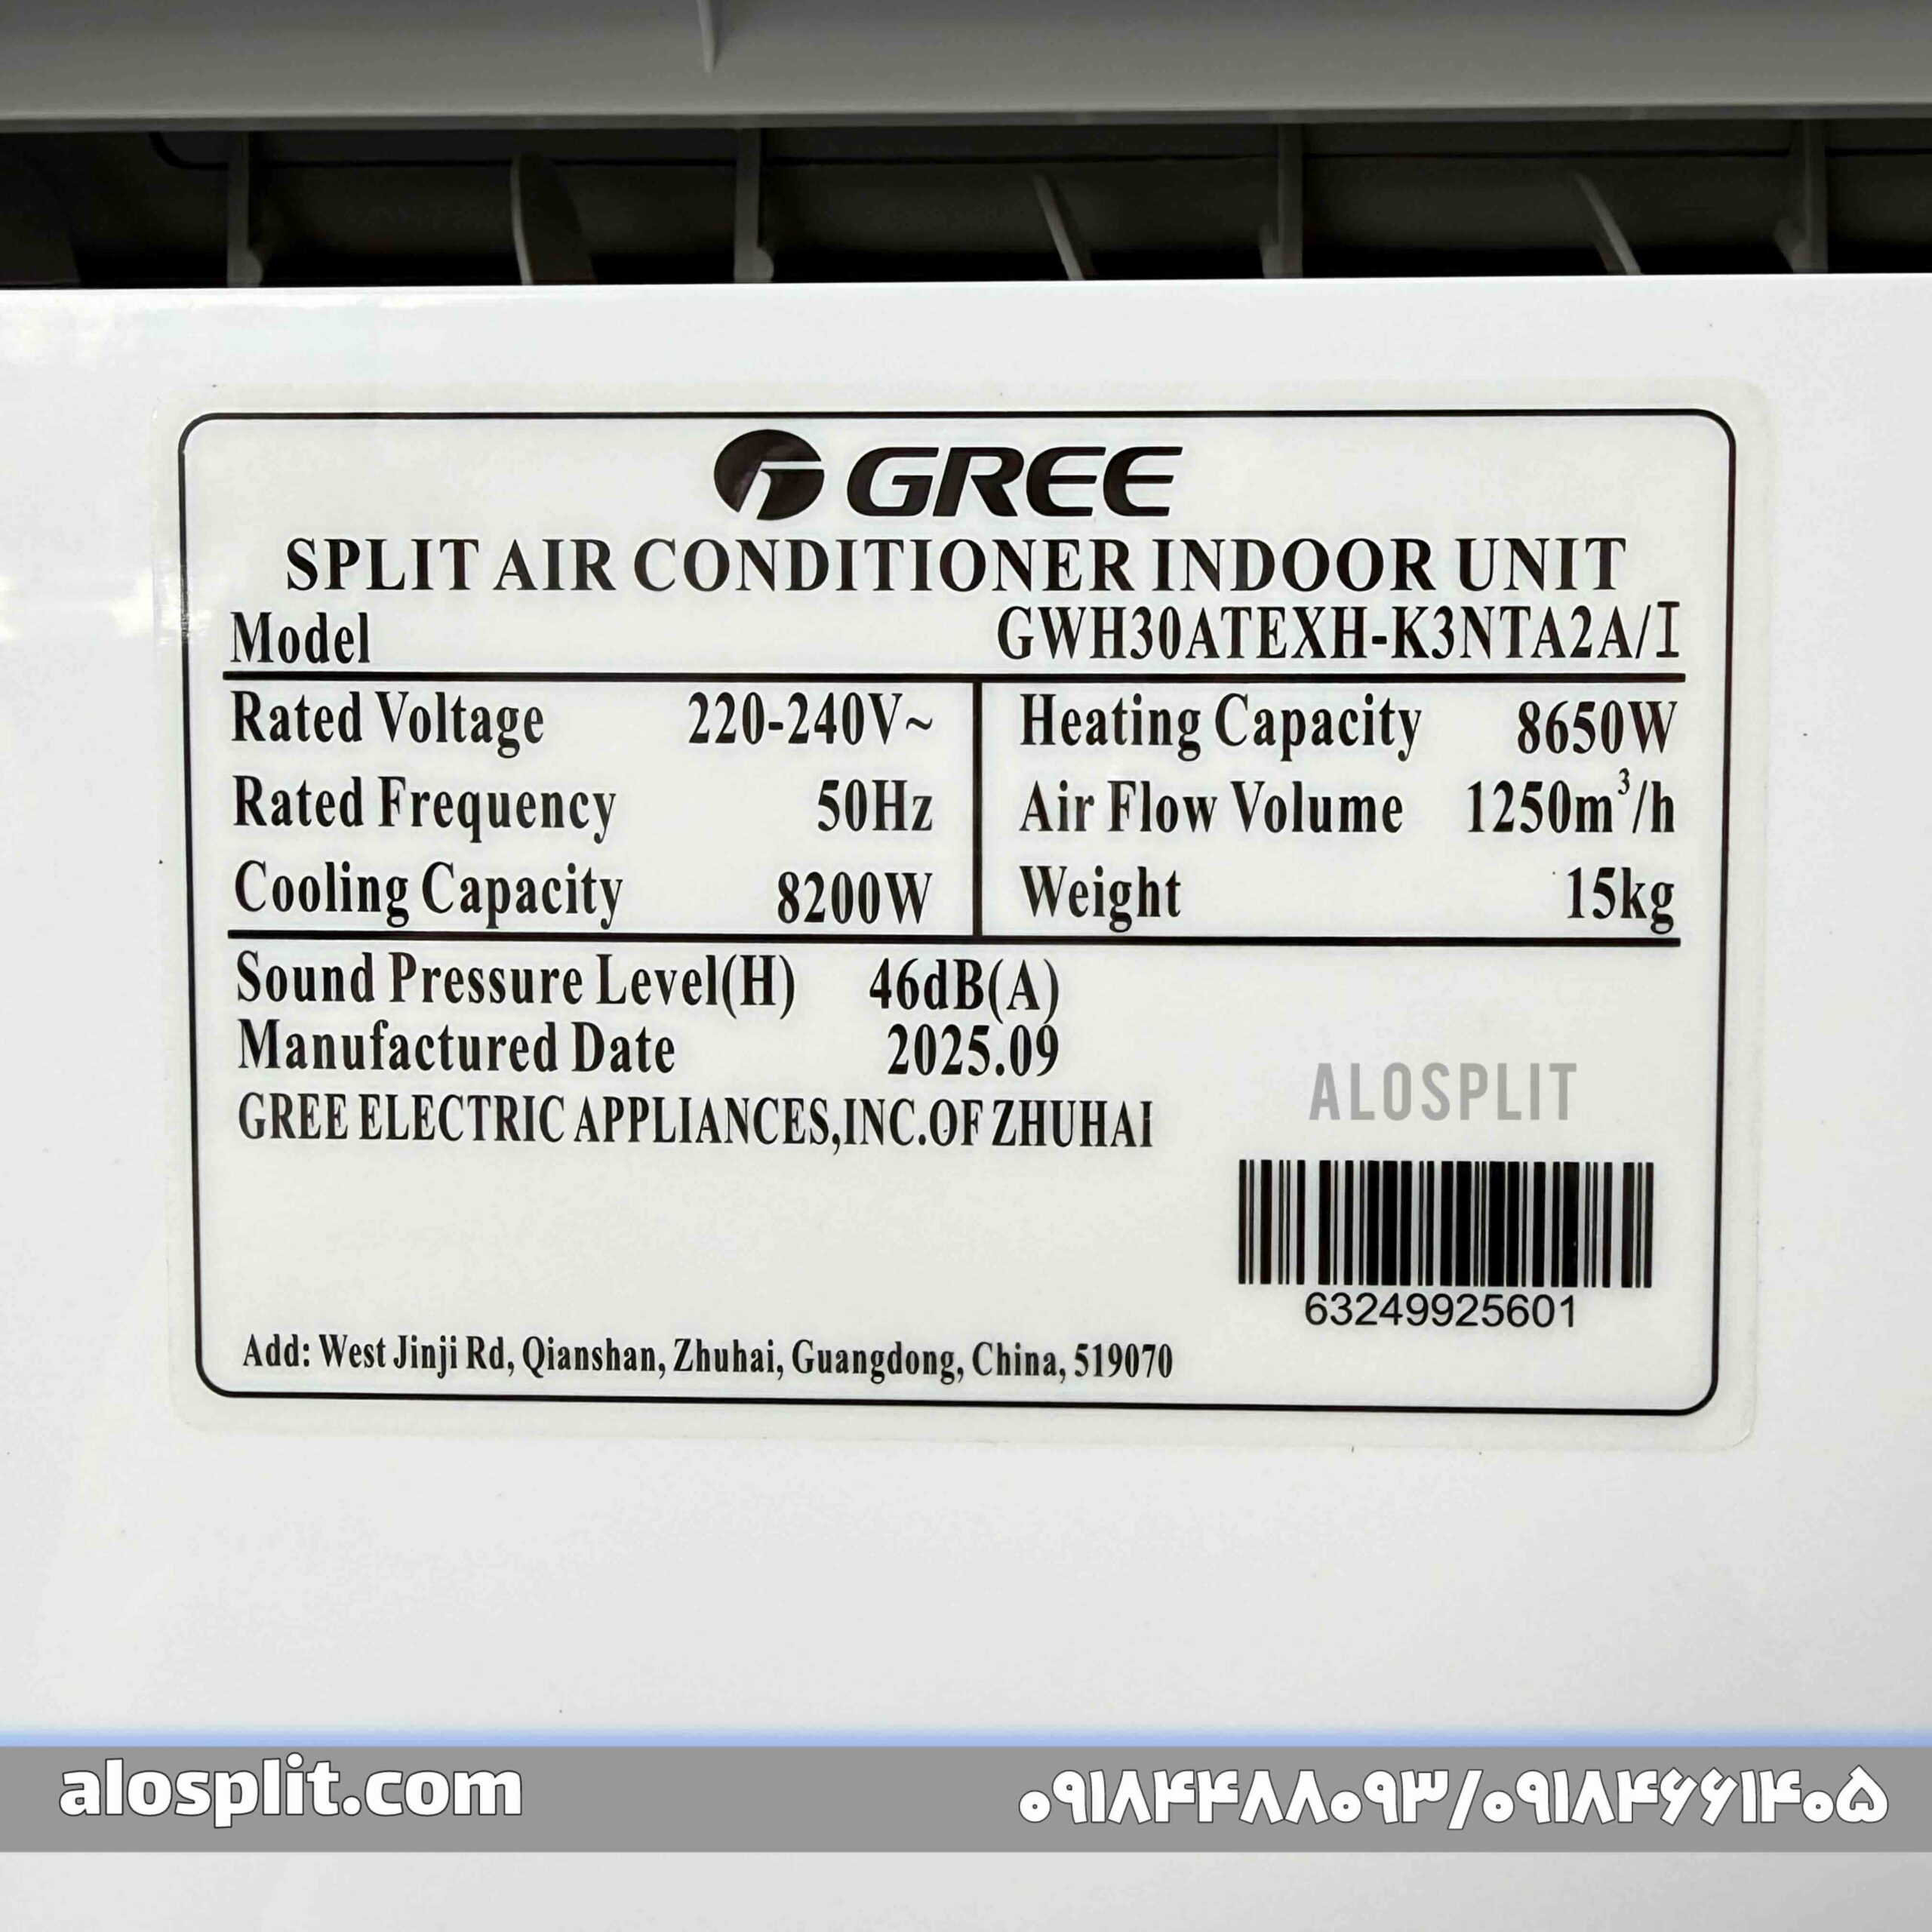 GREE
SPLIT AIR CONDITIONER INDOOR UNIT
Model GWH30ATEXH-K3NTA2A/I
Rated Voltage 220-240V~ Heating Capacity 8650W
Rated Frequency 50Hz Air Flow Volume 1250m³/h
Cooling Capacity 8200W Weight 15kg
Sound Pressure Level(H) 46dB(A)
Manufactured Date 2025.09
GREE ELECTRIC APPLIANCES,INC.OF ZHUHAI
ALOSPLIT
63249925601
Add: West Jinji Rd, Qianshan, Zhuhai, Guangdong, China, 519070
alosplit.com ۰۹۱۸۴۴۸۸۰۹۳/۰۹۱۸۴۶۶۱۴۰۵